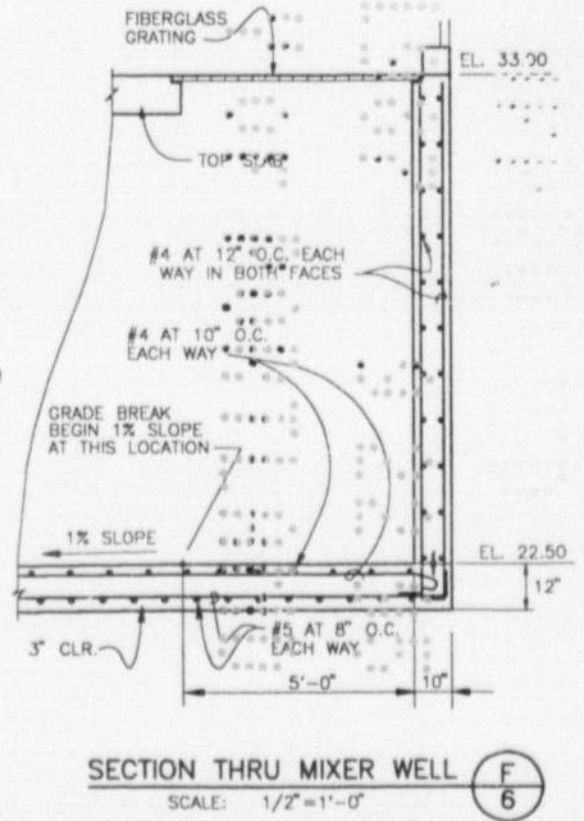 FIBERGLASS
GRATING
EL. 33.00
TOP SLAB
#4 AT 12" O.C. EACH
WAY IN BOTH FACES
#4 AT 10" O.C.
EACH WAY
GRADE BREAK
BEGIN 1% SLOPE
AT THIS LOCATION
1% SLOPE
EL. 22.50
12"
3" CLR.
#5 AT 8" O.C.
EACH WAY
5'-0"
10"
SECTION THRU MIXER WELL
F
6
SCALE: 1/2"=1'-0"